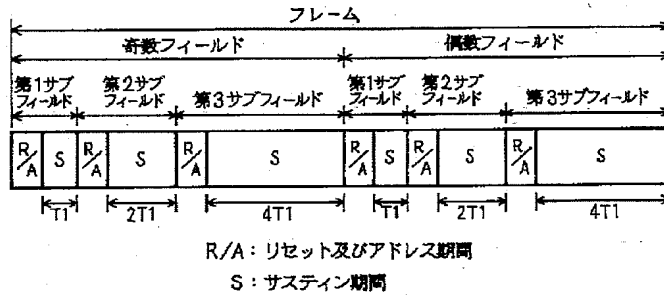 フレーム
奇数フィールド 偶数フィールド
第1サブフィールド 第2サブフィールド 第3サブフィールド 第1サブフィールド 第2サブフィールド 第3サブフィールド
R/A S R/A S R/A S R/A S R/A S R/A S
T1 2T1 4T1 T1 2T1 4T1
R/A：リセット及びアドレス期間
S：サスティン期間